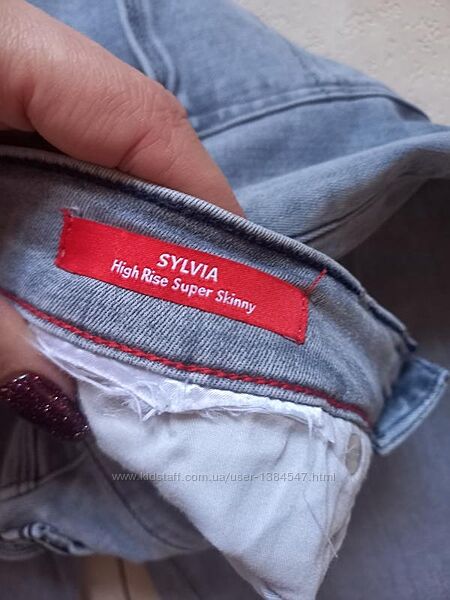 SYLVIA
High Rise Super Skinny
www.kidstaff.com.ua/user-1384547.html